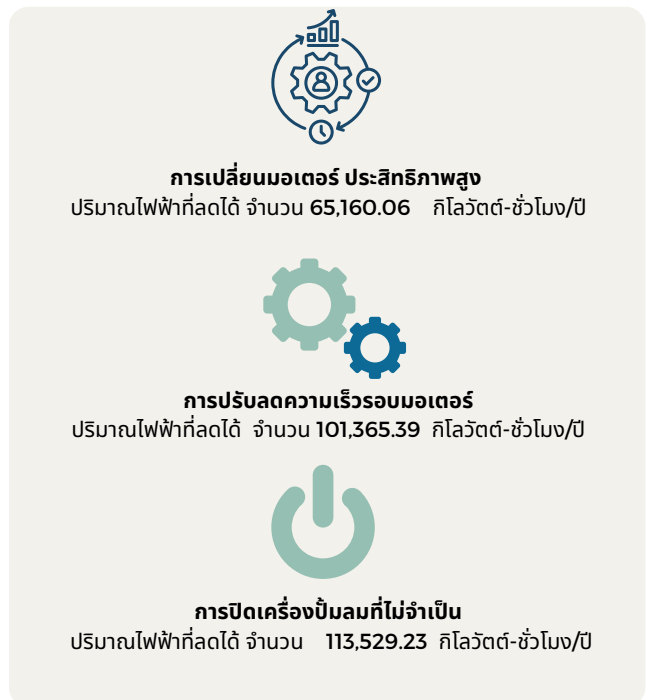 การเปลี่ยนมอเตอร์ ประสิทธิภาพสูง
ปริมาณไฟฟ้าที่ลดได้ จำนวน 65,160.06 กิโลวัตต์-ชั่วโมง/ปี
การปรับลดความเร็วรอบมอเตอร์
ปริมาณไฟฟ้าที่ลดได้ จำนวน 101,365.39 กิโลวัตต์-ชั่วโมง/ปี
การปิดเครื่องปั้มลมที่ไม่จำเป็น
ปริมาณไฟฟ้าที่ลดได้ จำนวน 113,529.23 กิโลวัตต์-ชั่วโมง/ปี